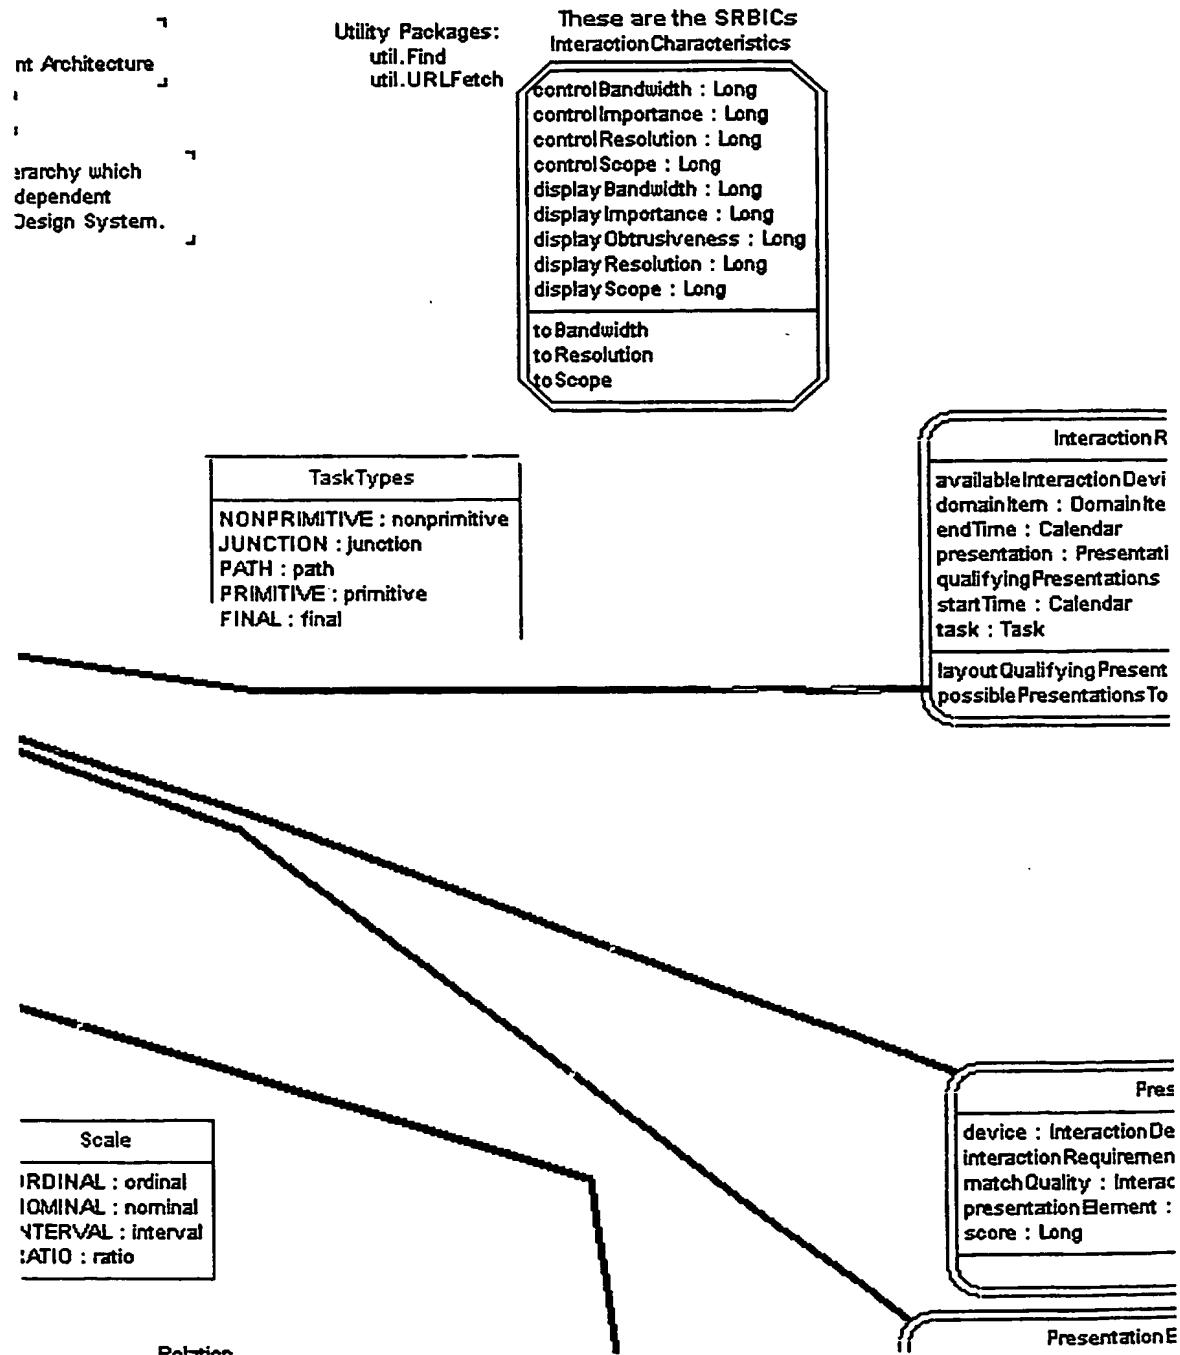 nt Architecture
erarchy which
dependent
Design System.
Utility Packages:
util.Find
util.URLFetch
These are the SRBICs
InteractionCharacteristics
controlBandwidth : Long
controlImportance : Long
controlResolution : Long
controlScope : Long
displayBandwidth : Long
displayImportance : Long
displayObtrusiveness : Long
displayResolution : Long
displayScope : Long
toBandwidth
toResolution
toScope
TaskTypes
NONPRIMITIVE : nonprimitive
JUNCTION : junction
PATH : path
PRIMITIVE : primitive
FINAL : final
Interaction R
availableInteractionDevi
domainItem : DomainIte
endTime : Calendar
presentation : Presentati
qualifyingPresentations
startTime : Calendar
task : Task
layoutQualifyingPresent
possiblePresentationsTo
Pres
device : InteractionDe
interactionRequiremen
matchQuality : Interac
presentationElement :
score : Long
Scale
RDINAL : ordinal
IOMINAL : nominal
NTERVAL : interval
RATIO : ratio
Presentation E
Relation